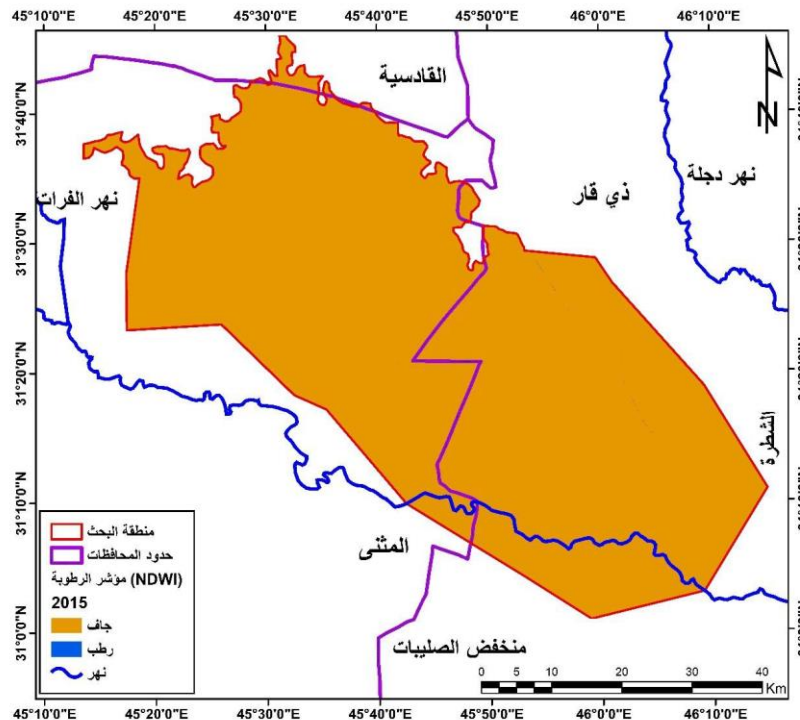 45°10'0"E 45°20'0"E 45°30'0"E 45°40'0"E 45°50'0"E 46°0'0"E 46°10'0"E
القادسية
N
31°40'0"N
نهر دجلة
ذي قار
نهر الفرات
31°30'0"N
31°20'0"N
الشطرة
31°10'0"N
المثنى
منطقة البحث
حدود المحافظات
مؤشر الرطوبة (NDWI)
2015
جاف
رطب
نهر
31°0'0"N
منخفض الصليبات
0 5 10 20 30 40
Km
45°10'0"E 45°20'0"E 45°30'0"E 45°40'0"E 45°50'0"E 46°0'0"E 46°10'0"E